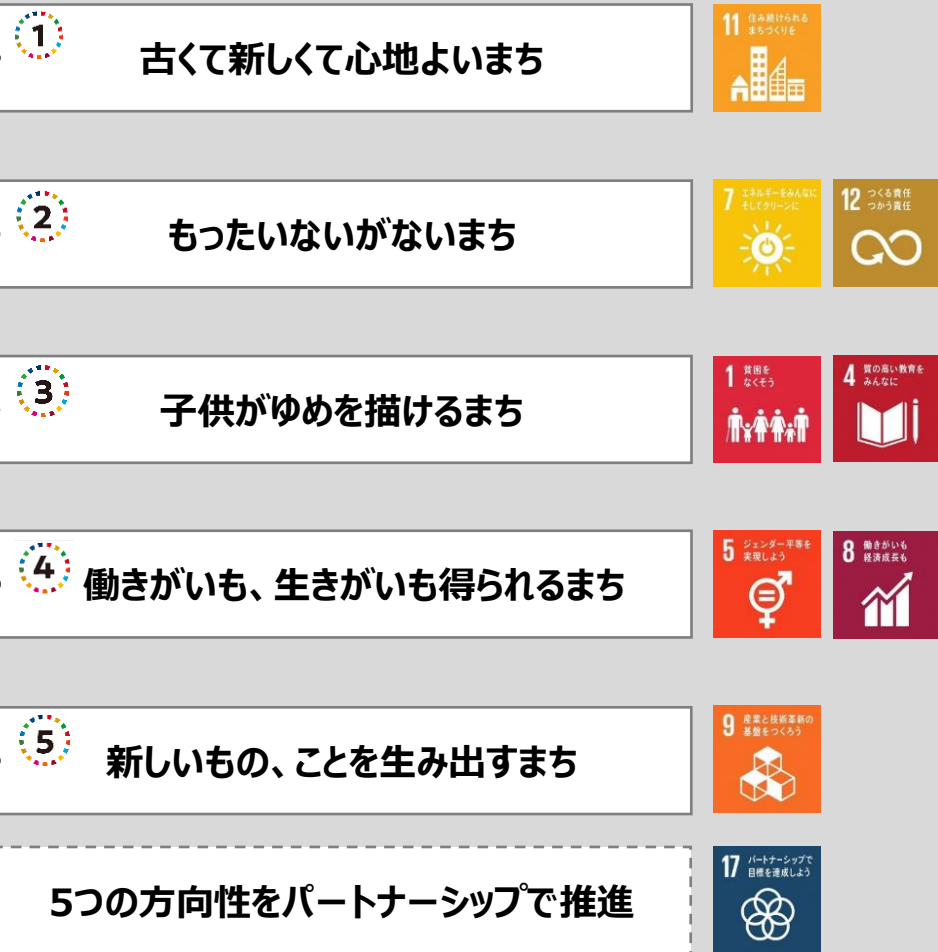 ①
古くて新しくて心地よいまち
11 住み続けられる
まちづくりを
②
もったいないがないまち
7 エネルギーをみんなに
そしてクリーンに
12 つくる責任
つかう責任
③
子供がゆめを描けるまち
1 貧困を
なくそう
4 質の高い教育を
みんなに
④
働きがいも、生きがいも得られるまち
5 ジェンダー平等を
実現しよう
8 働きがいも
経済成長も
⑤
新しいもの、ことを生み出すまち
9 産業と技術革新の
基盤をつくろう
5つの方向性をパートナーシップで推進
17 パートナーシップで
目標を達成しよう